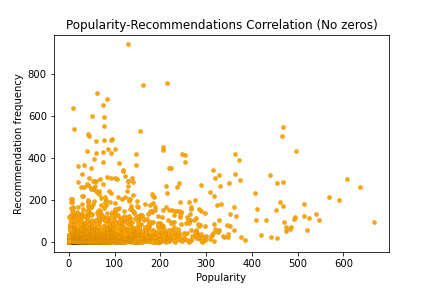 Popularity-Recommendations Correlation (No zeros)
Recommendation frequency
800
600
400
200
0
0 100 200 300 400 500 600
Popularity